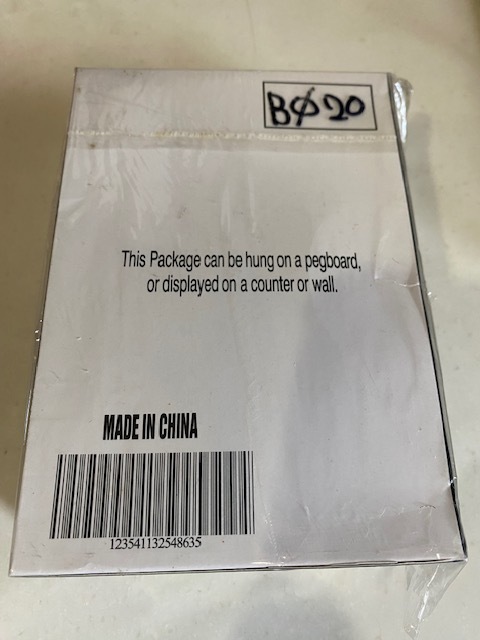 BØ20
This Package can be hung on a pegboard,
or displayed on a counter or wall.
MADE IN CHINA
123541132548635